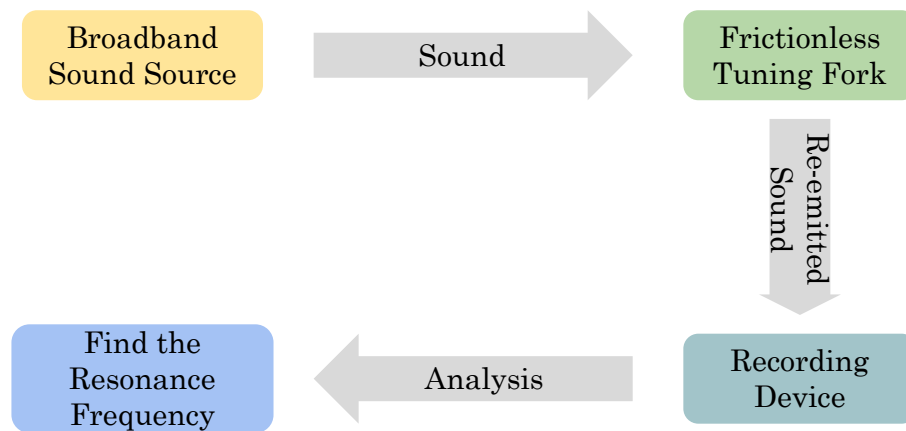 Broadband
Sound Source
Sound
Frictionless
Tuning Fork
Re-emitted
Sound
Recording
Device
Analysis
Find the
Resonance
Frequency